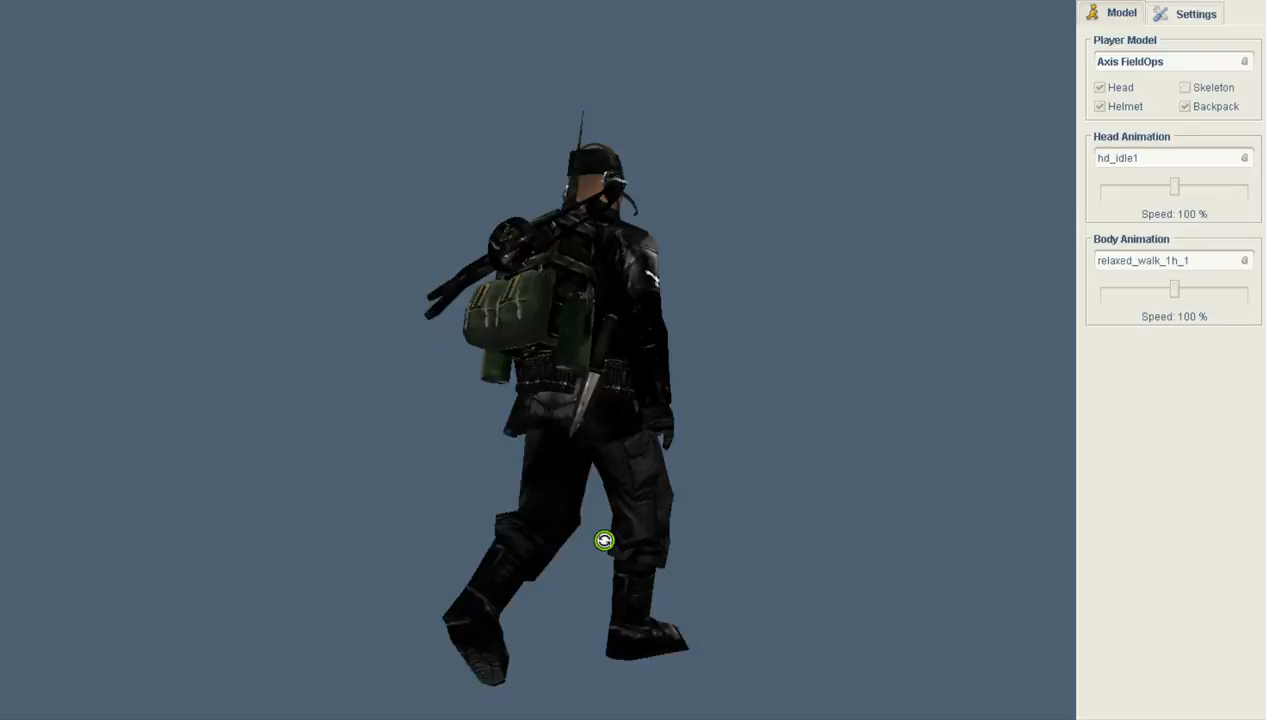 Model Settings
Player Model
Axis FieldOps
Head Skeleton
Helmet Backpack
Head Animation
hd_idle1
Speed: 100 %
Body Animation
relaxed_walk_1h_1
Speed: 100 %